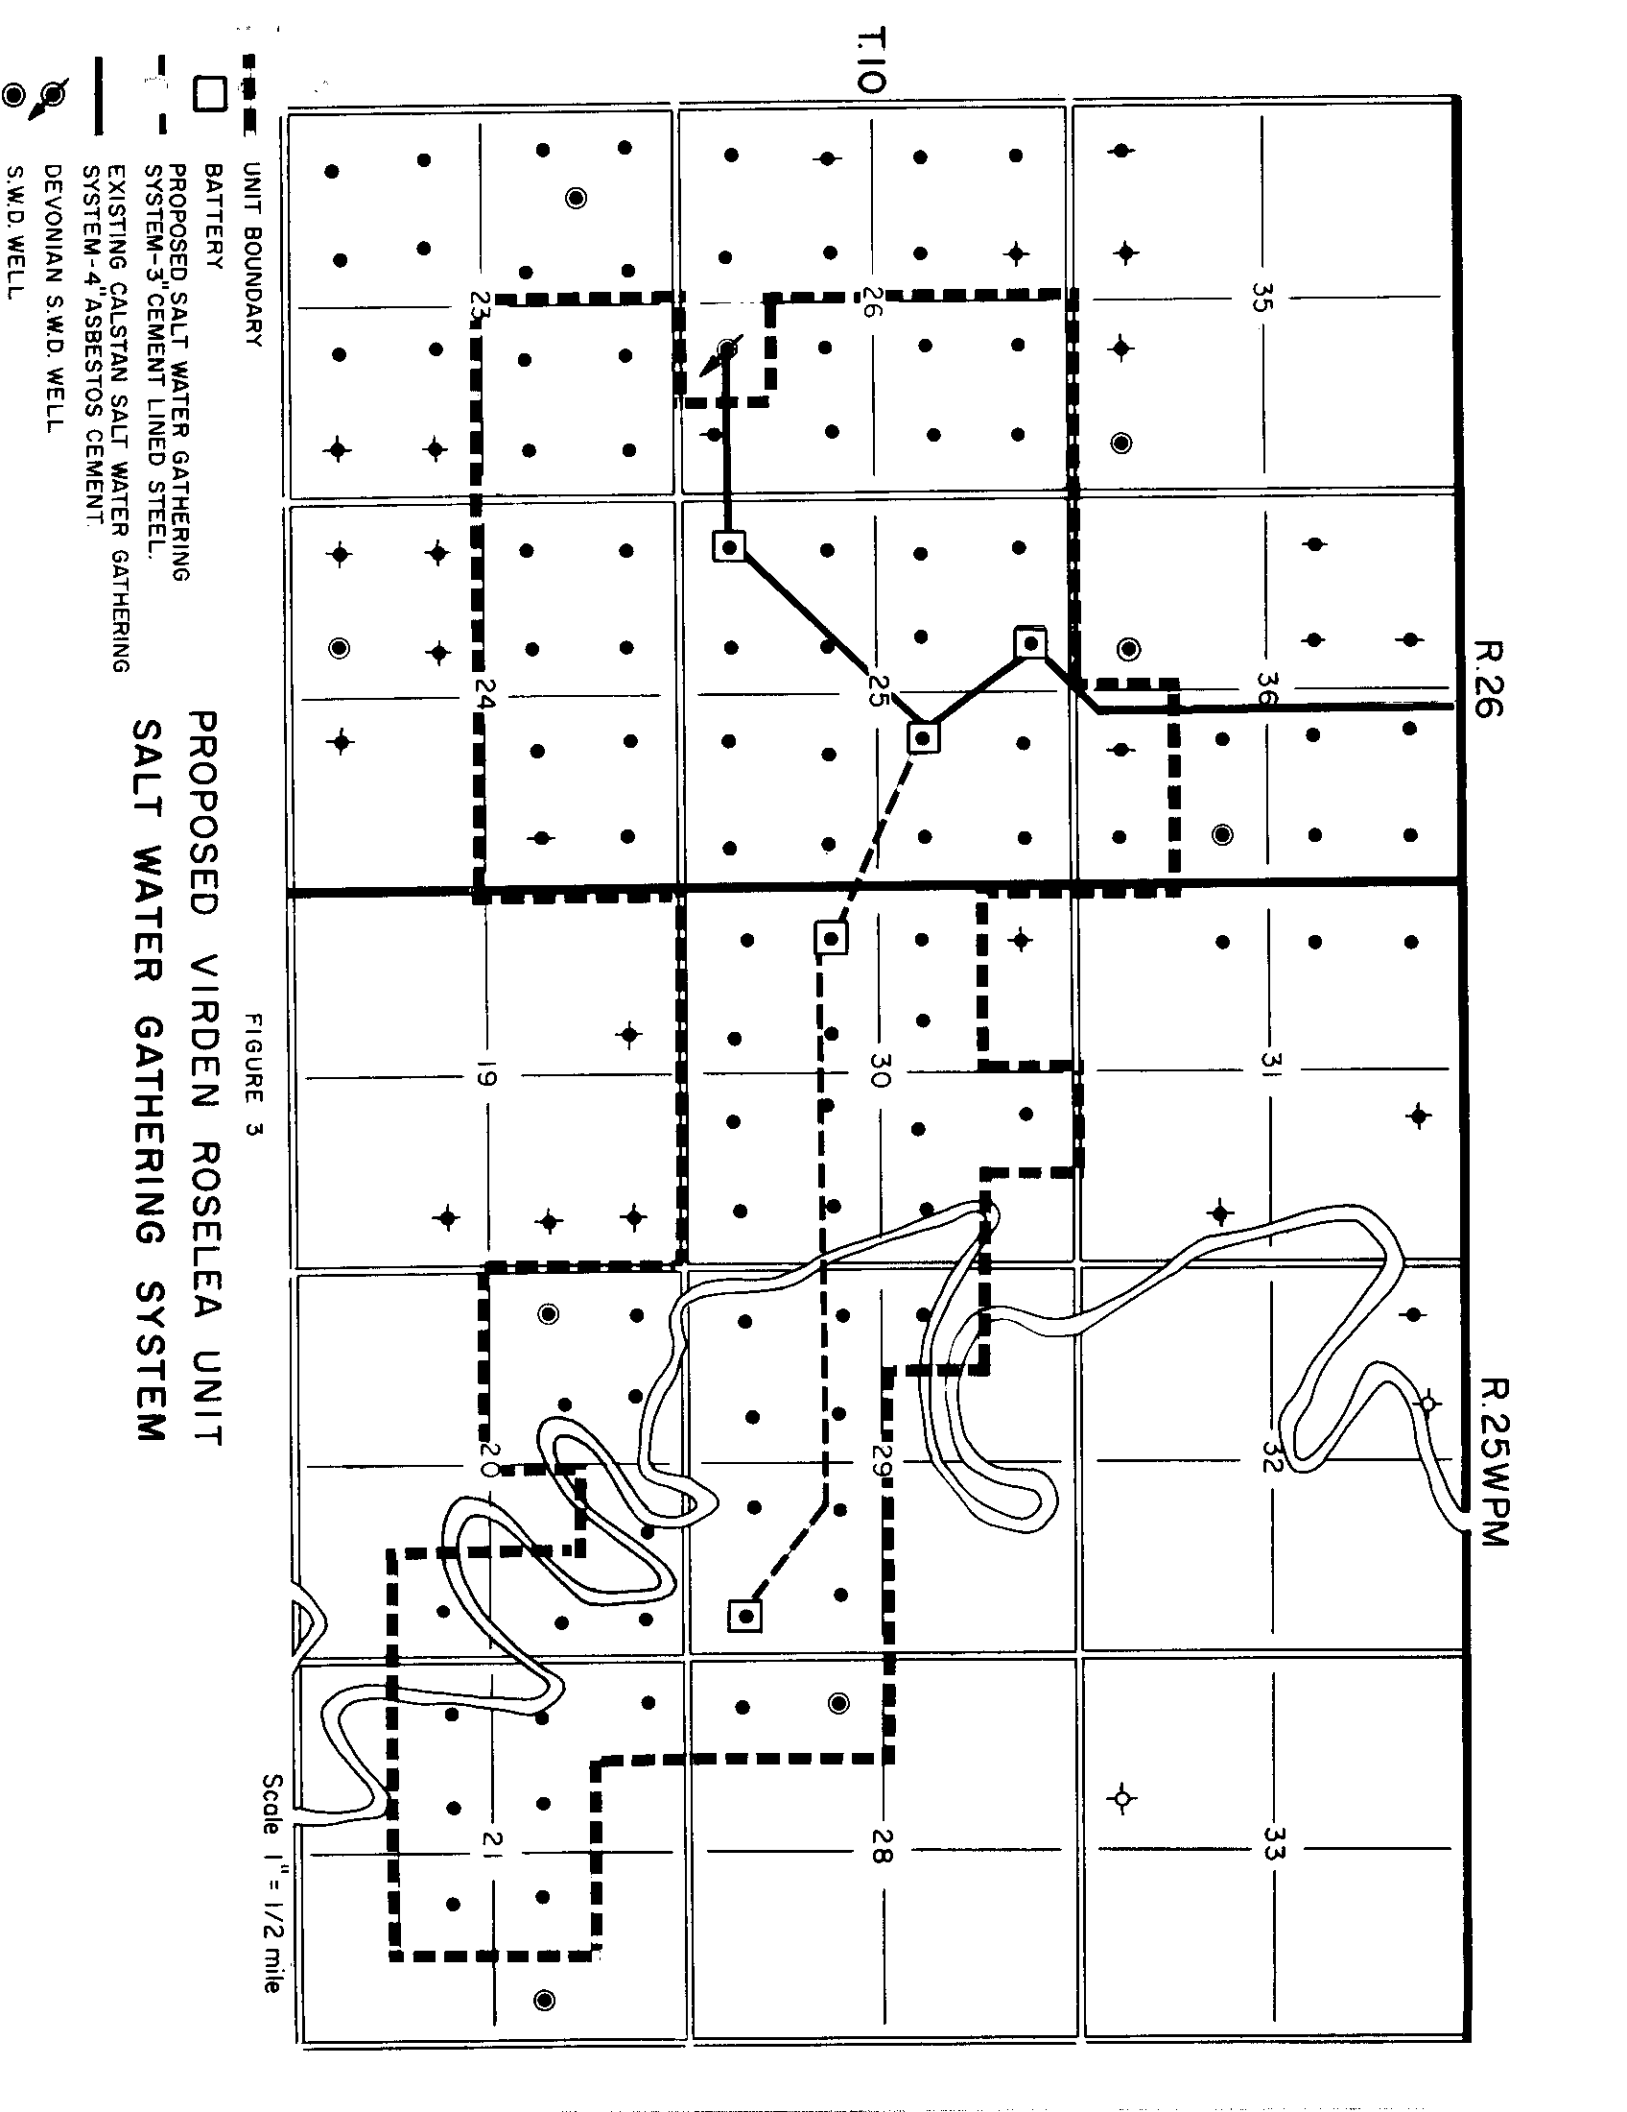 R.26
R.25WPM
T.10
35
36
31
32
33
26
25
30
29
28
23
24
19
20
21
Scale 1" = 1/2 mile
UNIT BOUNDARY
BATTERY
PROPOSED SALT WATER GATHERING
SYSTEM-3" CEMENT LINED STEEL.
EXISTING CALSTAN SALT WATER GATHERING
SYSTEM-4" ASBESTOS CEMENT.
DEVONIAN S.W.D. WELL
S.W.D. WELL
FIGURE 3
PROPOSED VIRDEN ROSELEA UNIT
SALT WATER GATHERING SYSTEM